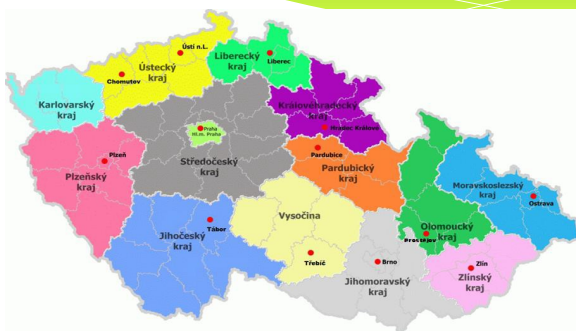 Ústí n.L.
Ústecký
kraj
Chomutov
Liberecký
kraj
Liberec
Karlovarský
kraj
Královéhradecký
kraj
Hradec Králové
Praha
Hl.m. Praha
Středočeský
kraj
Plzeň
Plzeňský
kraj
Pardubice
Pardubický
kraj
Moravskoslezský
kraj
Ostrava
Jihočeský
kraj
Tábor
Vysočina
Třebíč
Olomoucký
kraj
Prostějov
Brno
Jihomoravský
kraj
Zlín
Zlínský
kraj